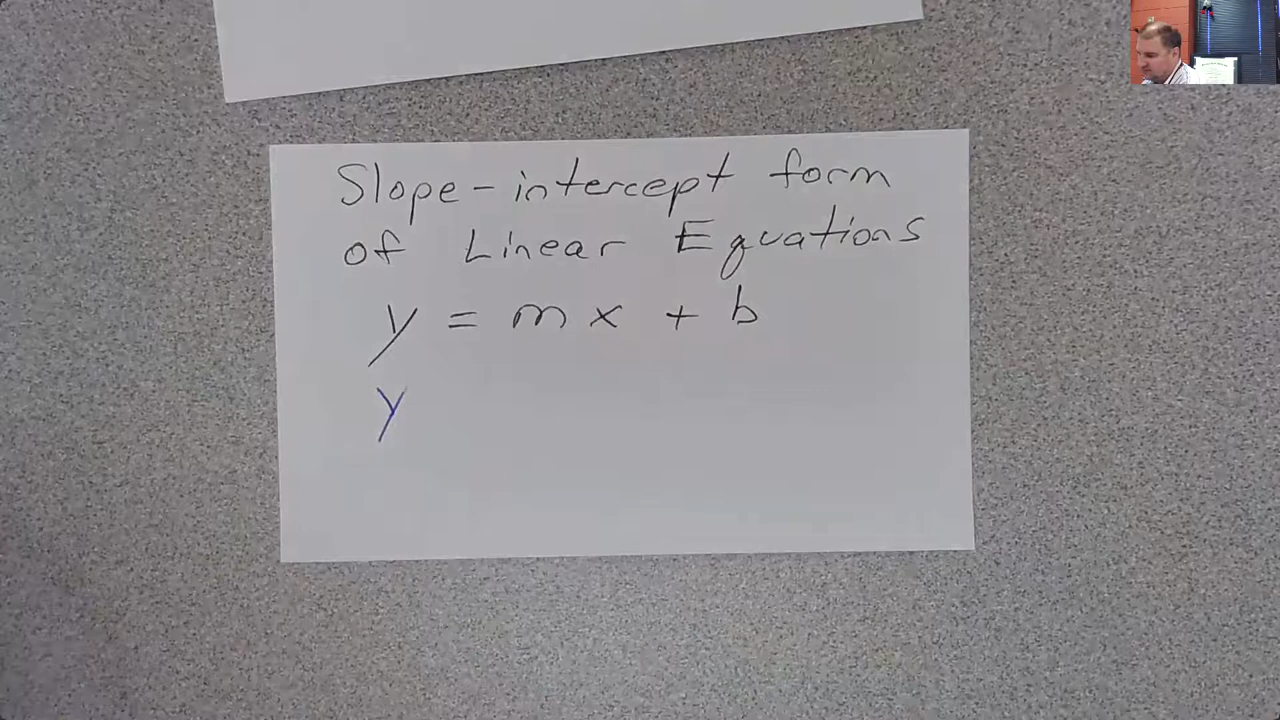 Slope-intercept form
of Linear Equations
y = mx + b
y